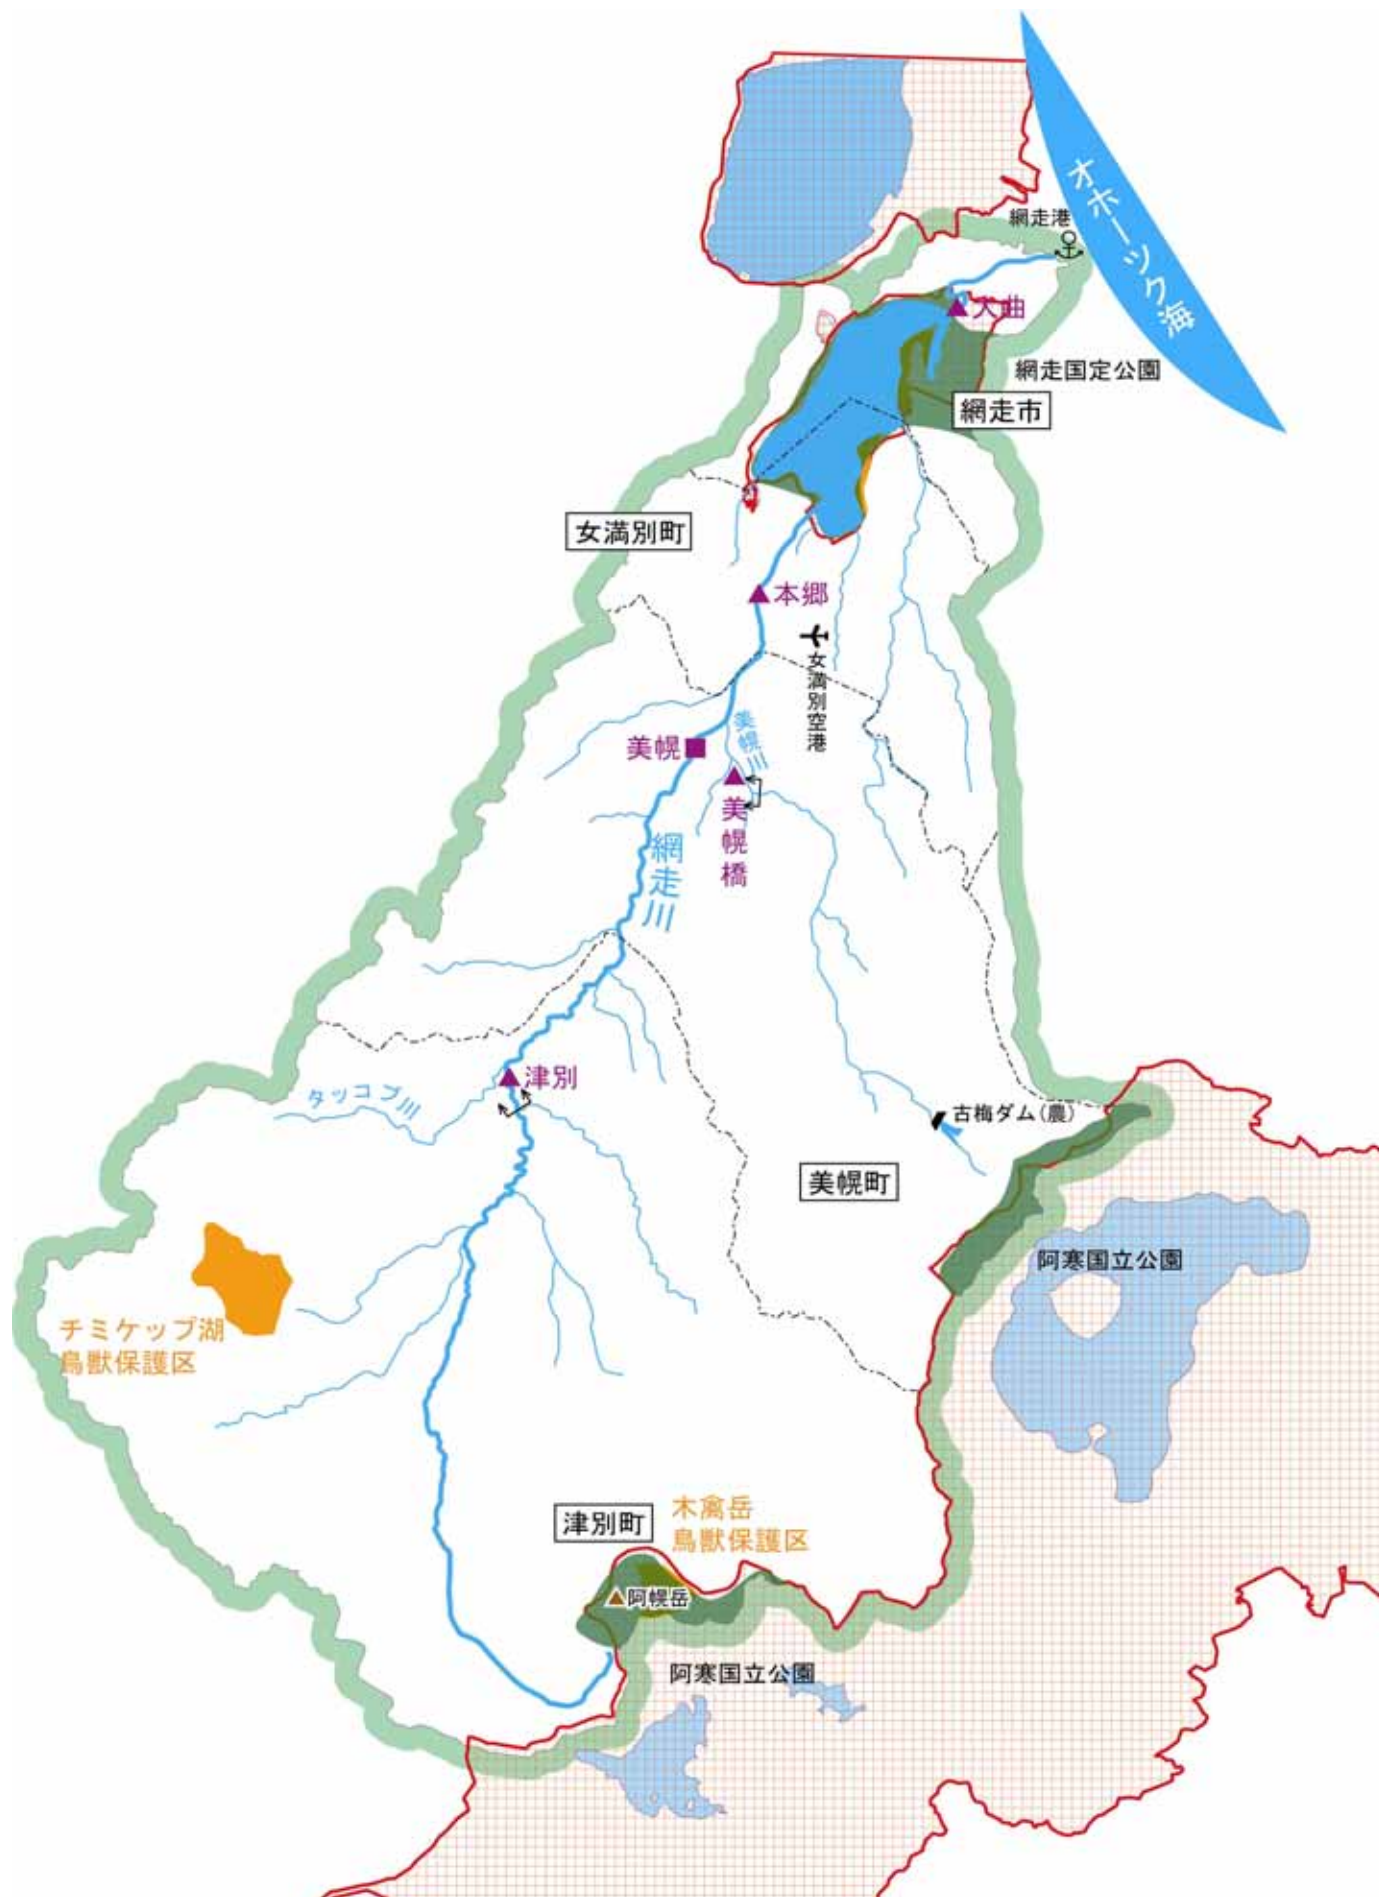 オホーツク海
網走港
大曲
網走国定公園
網走市
女満別町
本郷
女満別空港
美幌川
美幌
美幌橋
網走川
津別
タッコブ川
古梅ダム(農)
美幌町
阿寒国立公園
チミケップ湖
鳥獣保護区
津別町
木禽岳
鳥獣保護区
阿幌岳
阿寒国立公園